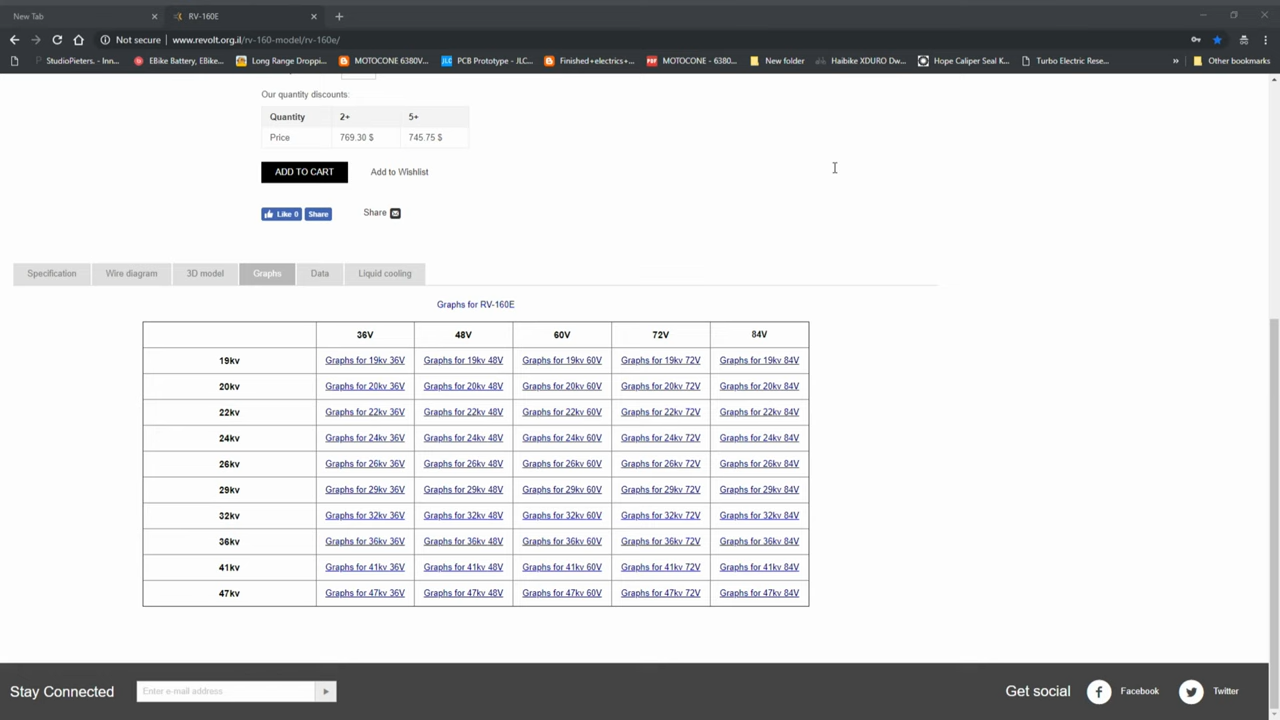 New Tab
RV-160E
Not secure | www.revolt.org.il/rv-160-model/rv-160e/
StudioPieters. - Inn... EBike Battery, EBike... Long Range Droppi... MOTOCONE 6380V... PCB Prototype - JLC... Finished+electrics+... MOTOCONE - 6380... New folder Haibike XDURO Dw... Hope Caliper Seal K... Turbo Electric Rese... » Other bookmarks
Our quantity discounts:
Quantity 2+ 5+
Price 769.30 $ 745.75 $
ADD TO CART Add to Wishlist
Like 0 Share Share
Specification Wire diagram 3D model Graphs Data Liquid cooling
Graphs for RV-160E
36V 48V 60V 72V 84V
19kv Graphs for 19kv 36V Graphs for 19kv 48V Graphs for 19kv 60V Graphs for 19kv 72V Graphs for 19kv 84V
20kv Graphs for 20kv 36V Graphs for 20kv 48V Graphs for 20kv 60V Graphs for 20kv 72V Graphs for 20kv 84V
22kv Graphs for 22kv 36V Graphs for 22kv 48V Graphs for 22kv 60V Graphs for 22kv 72V Graphs for 22kv 84V
24kv Graphs for 24kv 36V Graphs for 24kv 48V Graphs for 24kv 60V Graphs for 24kv 72V Graphs for 24kv 84V
26kv Graphs for 26kv 36V Graphs for 26kv 48V Graphs for 26kv 60V Graphs for 26kv 72V Graphs for 26kv 84V
29kv Graphs for 29kv 36V Graphs for 29kv 48V Graphs for 29kv 60V Graphs for 29kv 72V Graphs for 29kv 84V
32kv Graphs for 32kv 36V Graphs for 32kv 48V Graphs for 32kv 60V Graphs for 32kv 72V Graphs for 32kv 84V
36kv Graphs for 36kv 36V Graphs for 36kv 48V Graphs for 36kv 60V Graphs for 36kv 72V Graphs for 36kv 84V
41kv Graphs for 41kv 36V Graphs for 41kv 48V Graphs for 41kv 60V Graphs for 41kv 72V Graphs for 41kv 84V
47kv Graphs for 47kv 36V Graphs for 47kv 48V Graphs for 47kv 60V Graphs for 47kv 72V Graphs for 47kv 84V
Stay Connected Enter e-mail address Get social Facebook Twitter